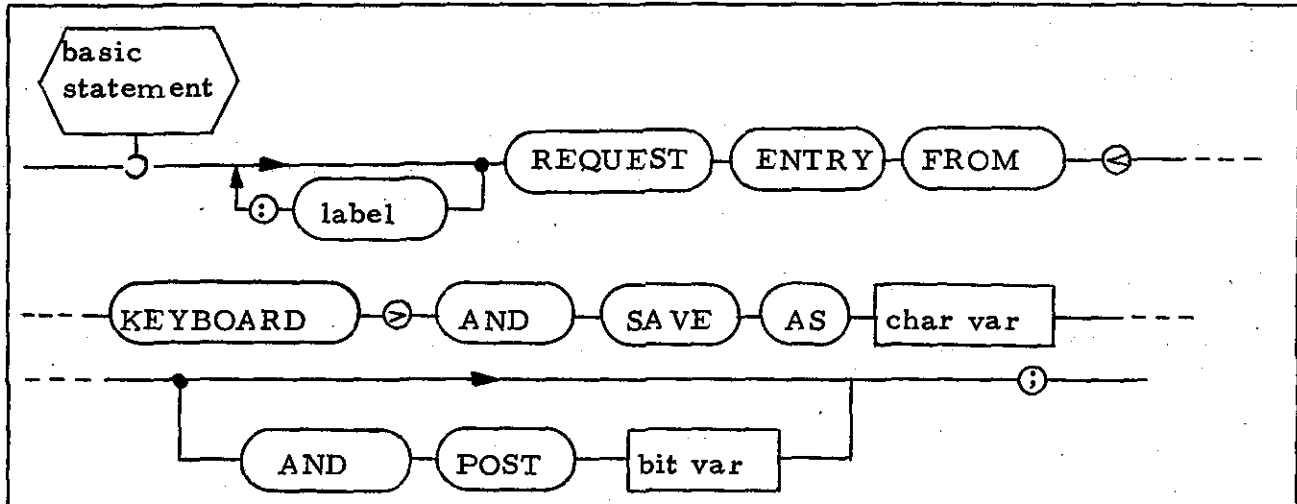 basic
statement
REQUEST ENTRY FROM <
: label
KEYBOARD > AND SAVE AS char var
;
AND POST bit var